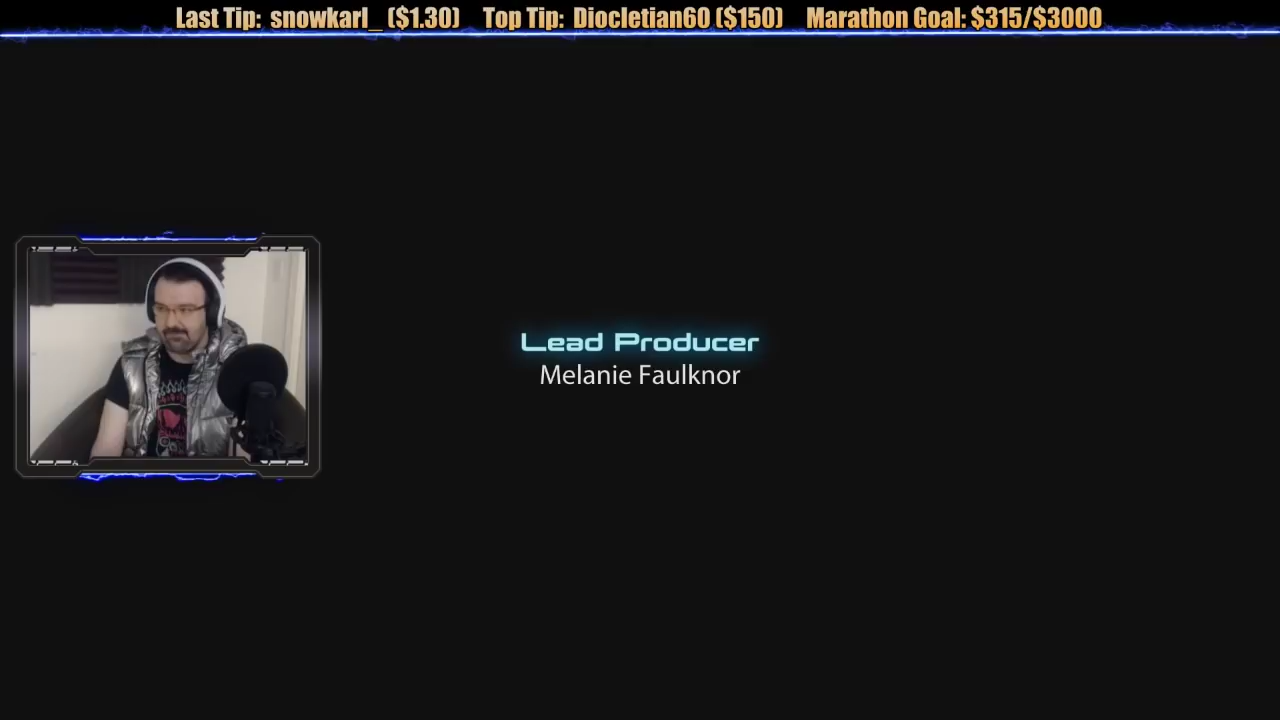 Last Tip: snowkarl_ ($1.30) Top Tip: Diocletian60 ($150) Marathon Goal: $315/$3000
Lead Producer
Melanie Faulknor